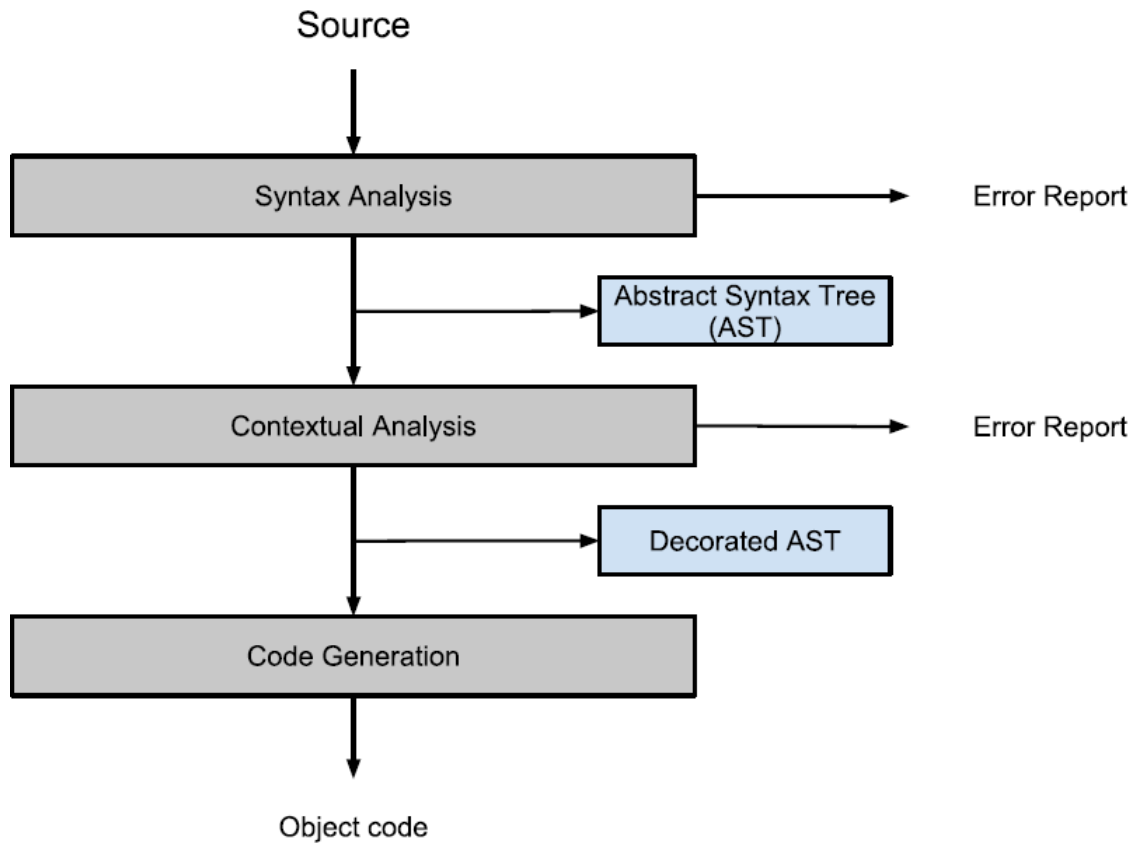 Source
Syntax Analysis
Error Report
Abstract Syntax Tree
(AST)
Contextual Analysis
Error Report
Decorated AST
Code Generation
Object code